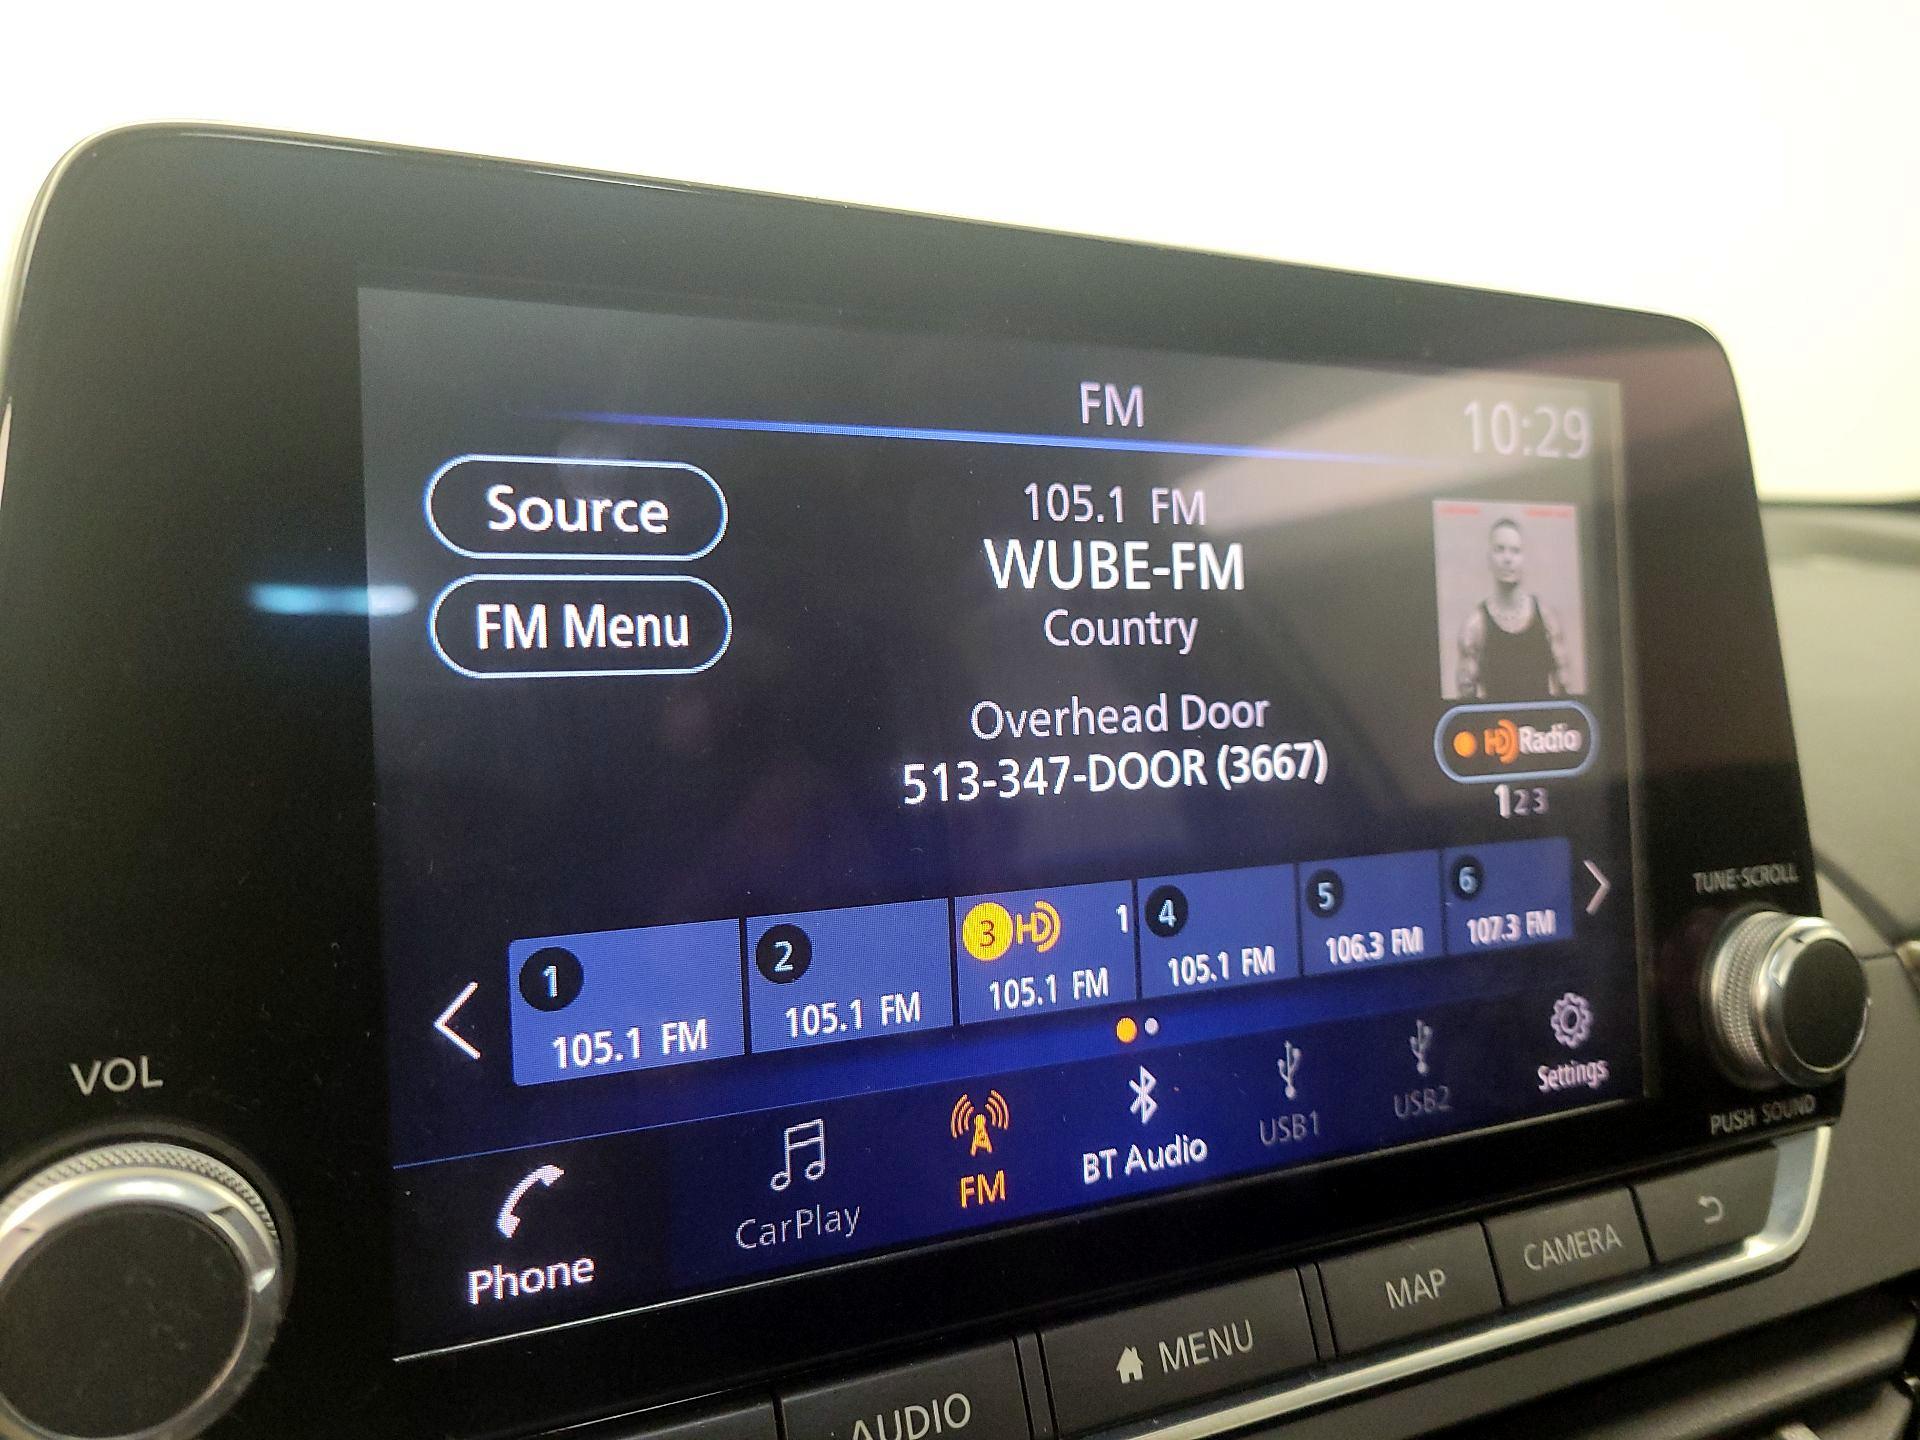 FM
10:29
Source
105.1 FM
WUBE-FM
FM Menu
Country
Overhead Door
513-347-DOOR (3667)
HD Radio
1 2 3
TUNE·SCROLL
1
105.1 FM
2
105.1 FM
3 HD 1
105.1 FM
4
105.1 FM
5
106.3 FM
6
107.3 FM
VOL
Phone
CarPlay
FM
BT Audio
USB1
USB2
Settings
PUSH SOUND
AUDIO
MENU
MAP
CAMERA